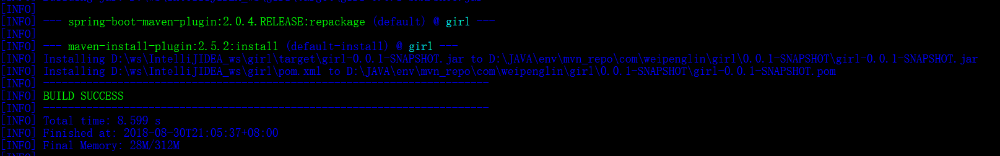 [INFO]
[INFO] --- spring-boot-maven-plugin:2.0.4.RELEASE:repackage (default) @ girl ---
[INFO]
[INFO] --- maven-install-plugin:2.5.2:install (default-install) @ girl ---
[INFO] Installing D:\ws\IntelliJIDEA_ws\girl\target\girl-0.0.1-SNAPSHOT.jar to D:\JAVA\env\mvn_repo\com\weipenglin\girl\0.0.1-SNAPSHOT\girl-0.0.1-SNAPSHOT.jar
[INFO] Installing D:\ws\IntelliJIDEA_ws\girl\pom.xml to D:\JAVA\env\mvn_repo\com\weipenglin\girl\0.0.1-SNAPSHOT\girl-0.0.1-SNAPSHOT.pom
[INFO] ------------------------------------------------------------------------
[INFO] BUILD SUCCESS
[INFO] ------------------------------------------------------------------------
[INFO] Total time: 8.599 s
[INFO] Finished at: 2018-08-30T21:05:37+08:00
[INFO] Final Memory: 28M/312M